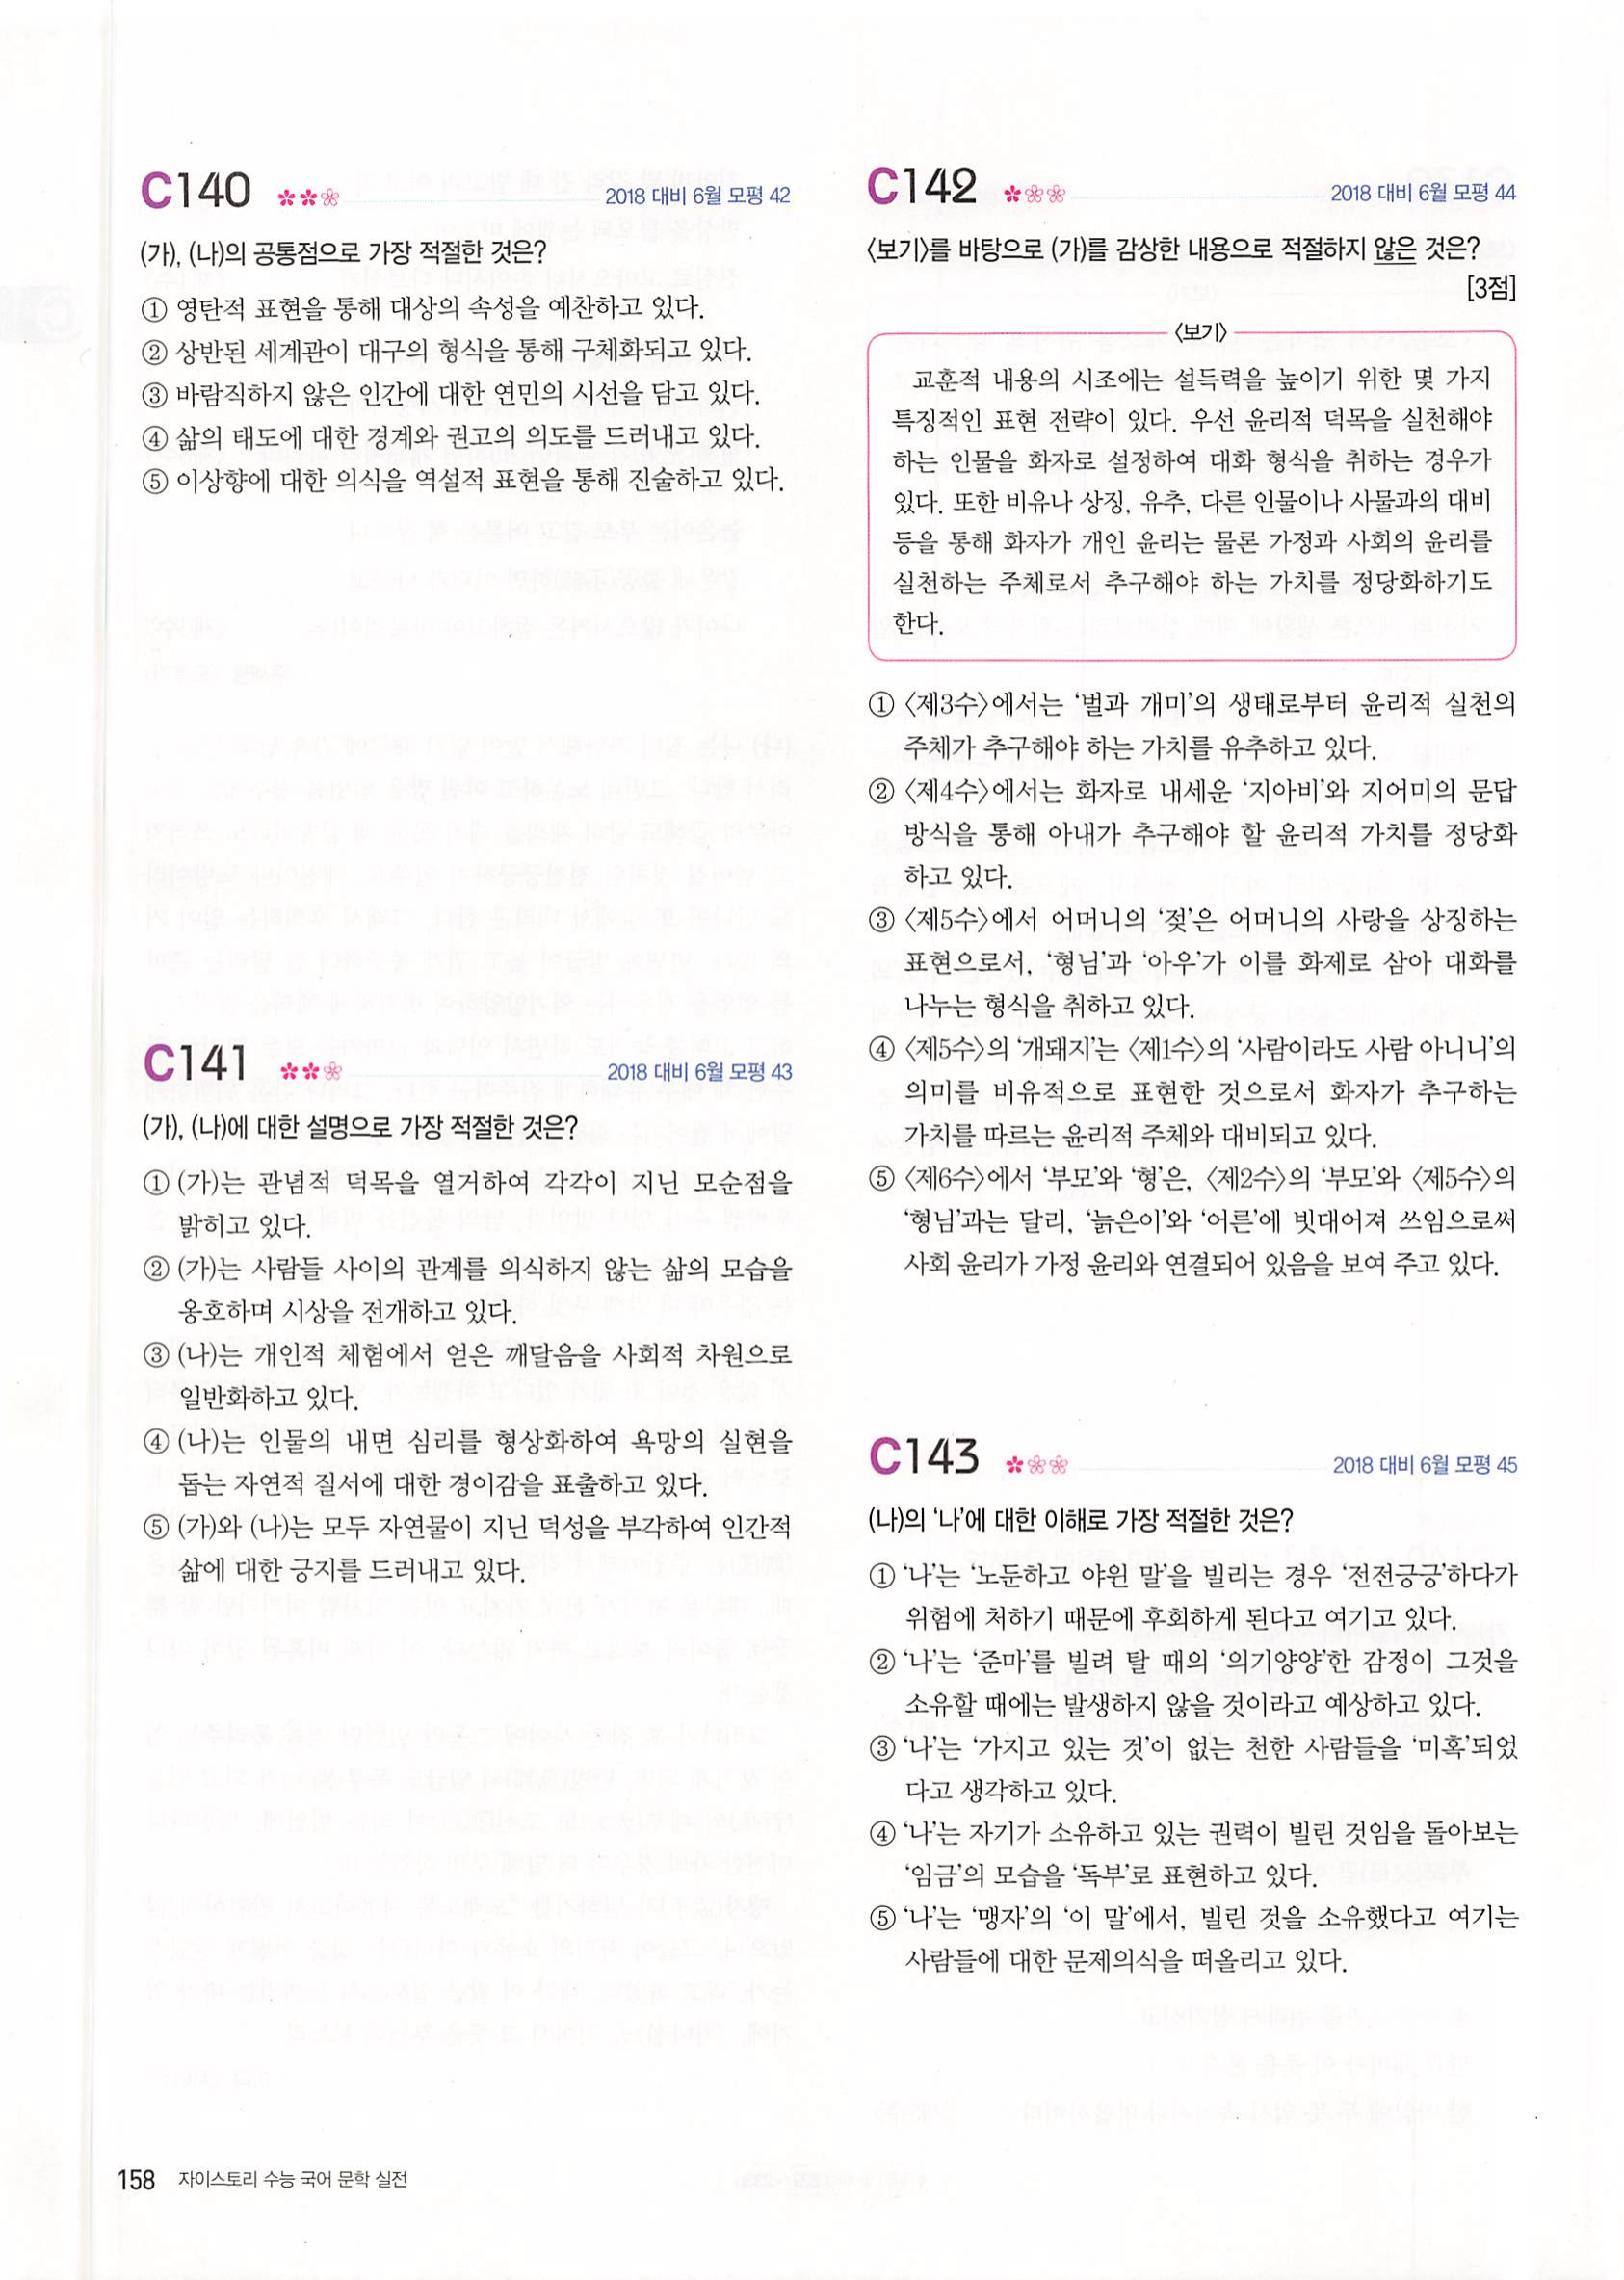 C140 2018 대비 6월 모평 42
(가), (나)의 공통점으로 가장 적절한 것은?
① 영탄적 표현을 통해 대상의 속성을 예찬하고 있다.
② 상반된 세계관이 대구의 형식을 통해 구체화되고 있다.
③ 바람직하지 않은 인간에 대한 연민의 시선을 담고 있다.
④ 삶의 태도에 대한 경계와 권고의 의도를 드러내고 있다.
⑤ 이상향에 대한 의식을 역설적 표현을 통해 진술하고 있다.
C141 2018 대비 6월 모평 43
(가), (나)에 대한 설명으로 가장 적절한 것은?
① (가)는 관념적 덕목을 열거하여 각각이 지닌 모순점을
밝히고 있다.
② (가)는 사람들 사이의 관계를 의식하지 않는 삶의 모습을
옹호하며 시상을 전개하고 있다.
③ (나)는 개인적 체험에서 얻은 깨달음을 사회적 차원으로
일반화하고 있다.
④ (나)는 인물의 내면 심리를 형상화하여 욕망의 실현을
돕는 자연적 질서에 대한 경이감을 표출하고 있다.
⑤ (가)와 (나)는 모두 자연물이 지닌 덕성을 부각하여 인간적
삶에 대한 긍지를 드러내고 있다.
C142 2018 대비 6월 모평 44
〈보기〉를 바탕으로 (가)를 감상한 내용으로 적절하지 않은 것은?
[3점]
〈보기〉
교훈적 내용의 시조에는 설득력을 높이기 위한 몇 가지
특징적인 표현 전략이 있다. 우선 윤리적 덕목을 실천해야
하는 인물을 화자로 설정하여 대화 형식을 취하는 경우가
있다. 또한 비유나 상징, 유추, 다른 인물이나 사물과의 대비
등을 통해 화자가 개인 윤리는 물론 가정과 사회의 윤리를
실천하는 주체로서 추구해야 하는 가치를 정당화하기도
한다.
① 〈제3수〉에서는 ‘벌과 개미’의 생태로부터 윤리적 실천의
주체가 추구해야 하는 가치를 유추하고 있다.
② 〈제4수〉에서는 화자로 내세운 ‘지아비’와 지어미의 문답
방식을 통해 아내가 추구해야 할 윤리적 가치를 정당화
하고 있다.
③ 〈제5수〉에서 어머니의 ‘젖’은 어머니의 사랑을 상징하는
표현으로서, ‘형님’과 ‘아우’가 이를 화제로 삼아 대화를
나누는 형식을 취하고 있다.
④ 〈제5수〉의 ‘개돼지’는 〈제1수〉의 ‘사람이라도 사람 아니니’의
의미를 비유적으로 표현한 것으로서 화자가 추구하는
가치를 따르는 윤리적 주체와 대비되고 있다.
⑤ 〈제6수〉에서 ‘부모’와 ‘형’은, 〈제2수〉의 ‘부모’와 〈제5수〉의
‘형님’과는 달리, ‘늙은이’와 ‘어른’에 빗대어져 쓰임으로써
사회 윤리가 가정 윤리와 연결되어 있음을 보여 주고 있다.
C143 2018 대비 6월 모평 45
(나)의 ‘나’에 대한 이해로 가장 적절한 것은?
① ‘나’는 ‘노둔하고 야윈 말’을 빌리는 경우 ‘전전긍긍’하다가
위험에 처하기 때문에 후회하게 된다고 여기고 있다.
② ‘나’는 ‘준마’를 빌려 탈 때의 ‘의기양양’한 감정이 그것을
소유할 때에는 발생하지 않을 것이라고 예상하고 있다.
③ ‘나’는 ‘가지고 있는 것’이 없는 천한 사람들을 ‘미혹’되었
다고 생각하고 있다.
④ ‘나’는 자기가 소유하고 있는 권력이 빌린 것임을 돌아보는
‘임금’의 모습을 ‘독부’로 표현하고 있다.
⑤ ‘나’는 ‘맹자’의 ‘이 말’에서, 빌린 것을 소유했다고 여기는
사람들에 대한 문제의식을 떠올리고 있다.
158 자이스토리 수능 국어 문학 실전